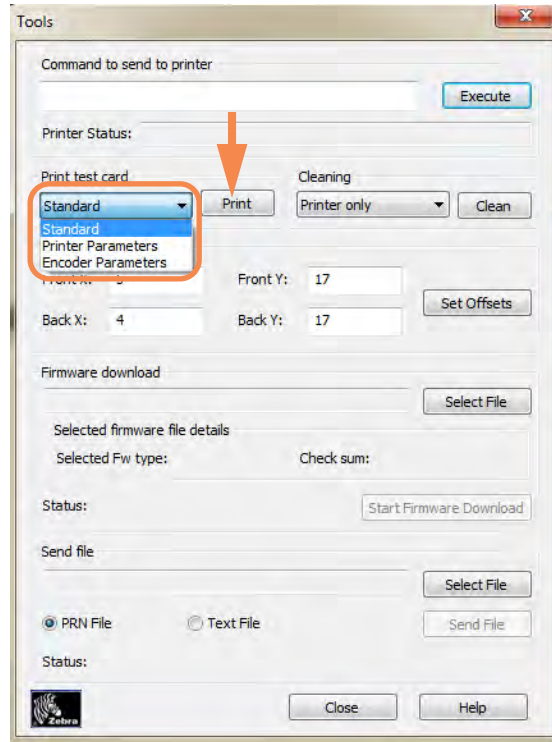 Tools
Command to send to printer
Execute
Printer Status:
Print test card
Cleaning
Standard
Print
Printer only
Clean
Standard
Printer Parameters
Encoder Parameters
Front Y: 17
Set Offsets
Back X: 4
Back Y: 17
Firmware download
Select File
Selected firmware file details
Selected Fw type:
Check sum:
Status:
Start Firmware Download
Send file
Select File
PRN File
Text File
Send File
Status:
Zebra
Close
Help